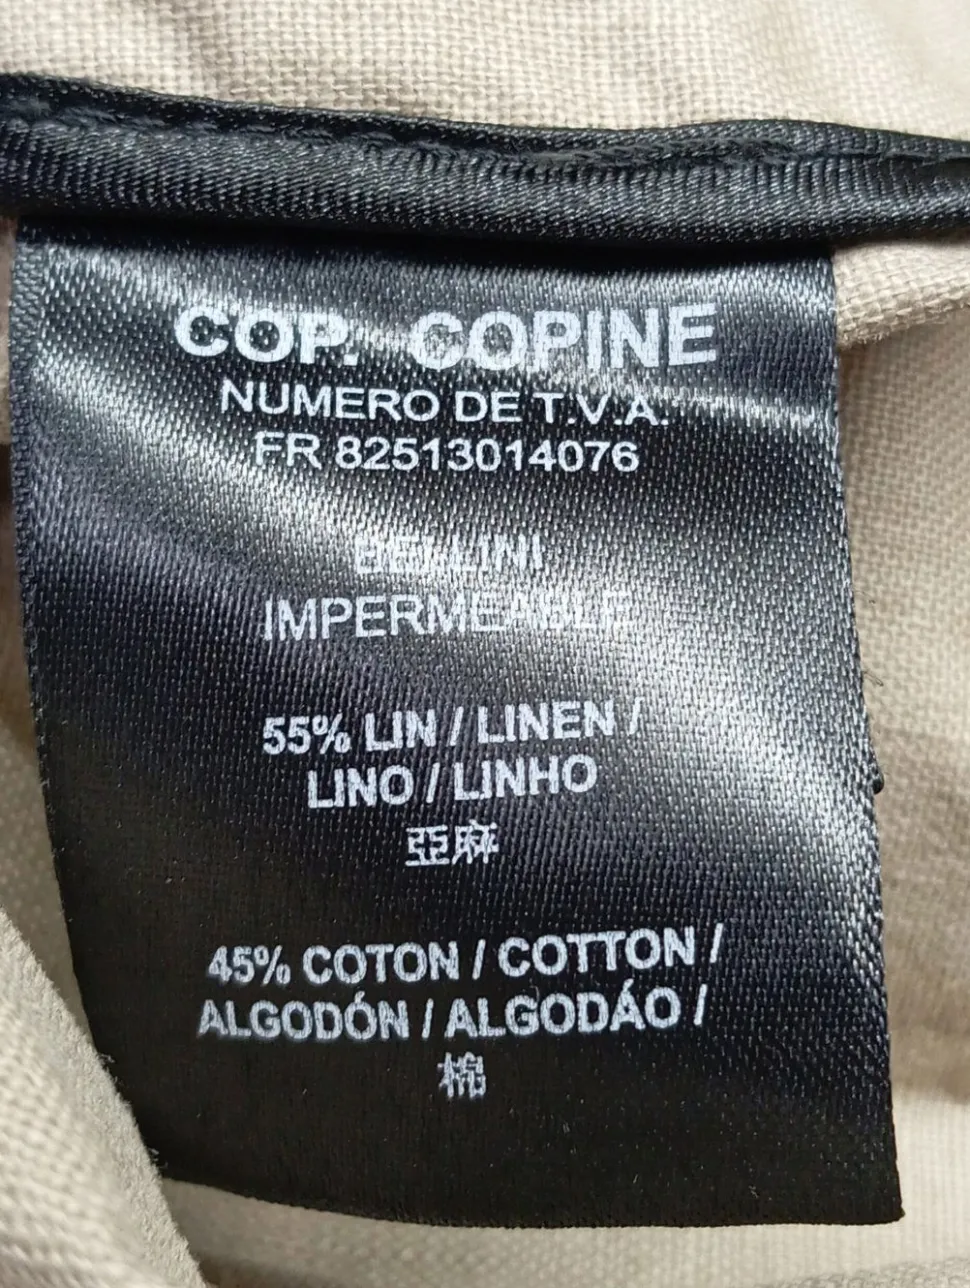 COP. COPINE
NUMERO DE T.V.A.
FR 82513014076
BELLINI
IMPERMEABLE
55% LIN / LINEN /
LINO / LINHO
亞麻
45% COTON / COTTON /
ALGODÓN / ALGODÁO /
棉